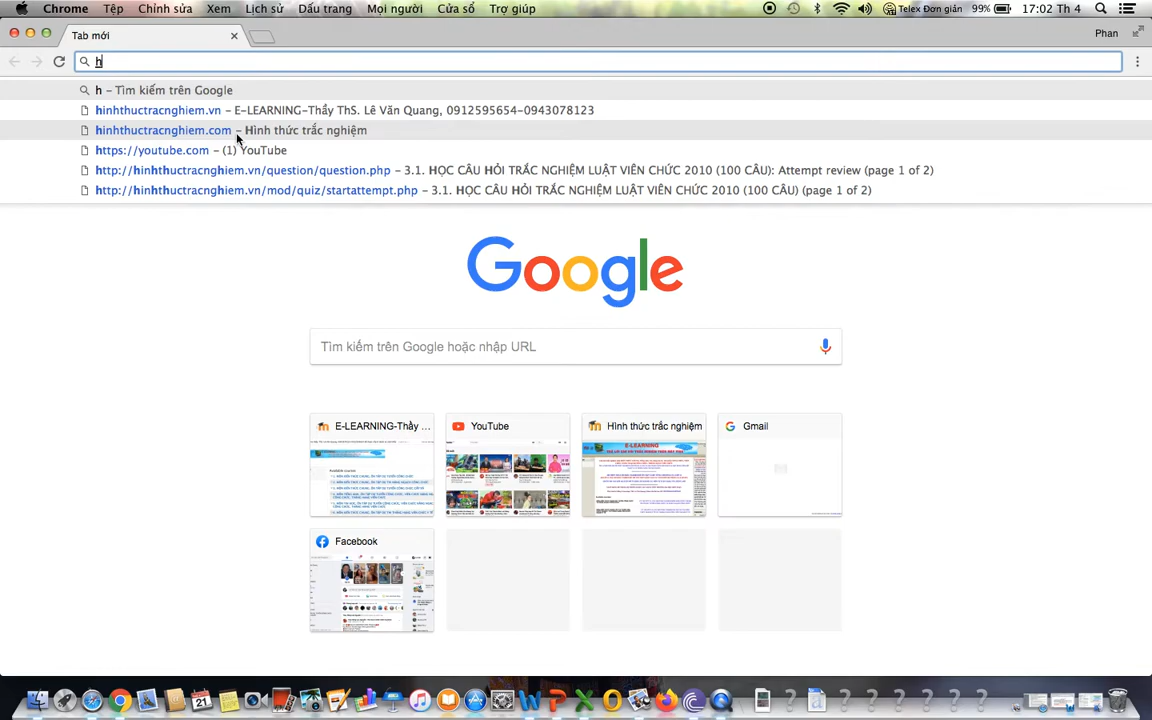 Chrome Tệp Chỉnh sửa Xem Lịch sử Dấu trang Mọi người Cửa sổ Trợ giúp Telex Đơn giản 99% 17:02 Th 4
Tab mới Phan
h
h – Tìm kiếm trên Google
hinhthuctracnghiem.vn – E-LEARNING-Thầy ThS. Lê Văn Quang, 0912595654-0943078123
hinhthuctracnghiem.com – Hình thức trắc nghiệm
https://youtube.com – (1) YouTube
http://hinhthuctracnghiem.vn/question/question.php – 3.1. HỌC CÂU HỎI TRẮC NGHIỆM LUẬT VIÊN CHỨC 2010 (100 CÂU): Attempt review (page 1 of 2)
http://hinhthuctracnghiem.vn/mod/quiz/startattempt.php – 3.1. HỌC CÂU HỎI TRẮC NGHIỆM LUẬT VIÊN CHỨC 2010 (100 CÂU) (page 1 of 2)
Google
Tìm kiếm trên Google hoặc nhập URL
E-LEARNING-Thầy ... YouTube Hình thức trắc nghiệm Gmail
E-LEARNING
Facebook
21